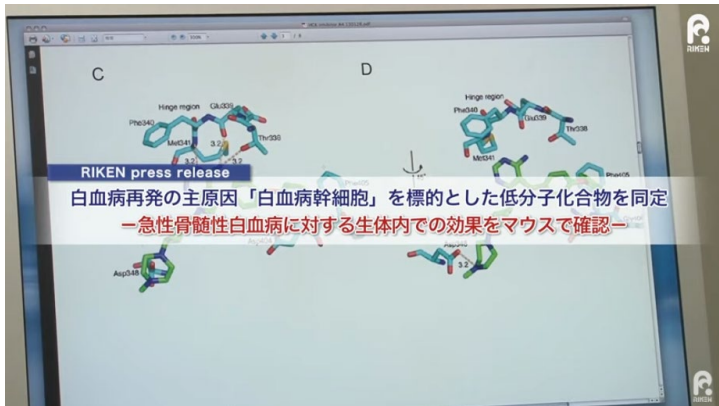 RIKEN
C
D
Hinge region
Glu339
Phe340
Thr338
Met341
3.2
3.2
3.2
Hinge region
Phe340
Glu339
Thr338
Met341
RIKEN press release
白血病再発の主原因「白血病幹細胞」を標的とした低分子化合物を同定
－急性骨髄性白血病に対する生体内での効果をマウスで確認－
Asp348
3.2
RIKEN